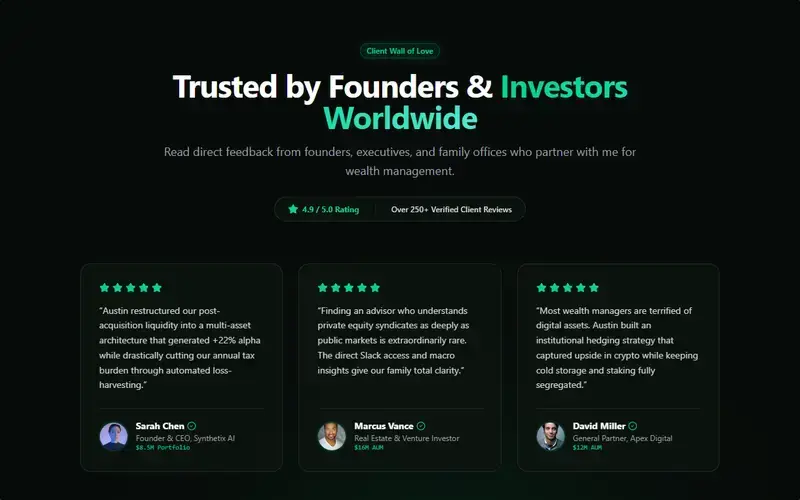 Client Wall of Love
Trusted by Founders & Investors
Worldwide
Read direct feedback from founders, executives, and family offices who partner with me for
wealth management.
4.9 / 5.0 Rating
Over 250+ Verified Client Reviews
“Austin restructured our post-
acquisition liquidity into a multi-asset
architecture that generated +22% alpha
while drastically cutting our annual tax
burden through automated loss-
harvesting.”
Sarah Chen
Founder & CEO, Synthetix AI
$8.5M Portfolio
“Finding an advisor who understands
private equity syndicates as deeply as
public markets is extraordinarily rare.
The direct Slack access and macro
insights give our family total clarity.”
Marcus Vance
Real Estate & Venture Investor
$16M AUM
“Most wealth managers are terrified of
digital assets. Austin built an
institutional hedging strategy that
captured upside in crypto while keeping
cold storage and staking fully
segregated.”
David Miller
General Partner, Apex Digital
$12M AUM